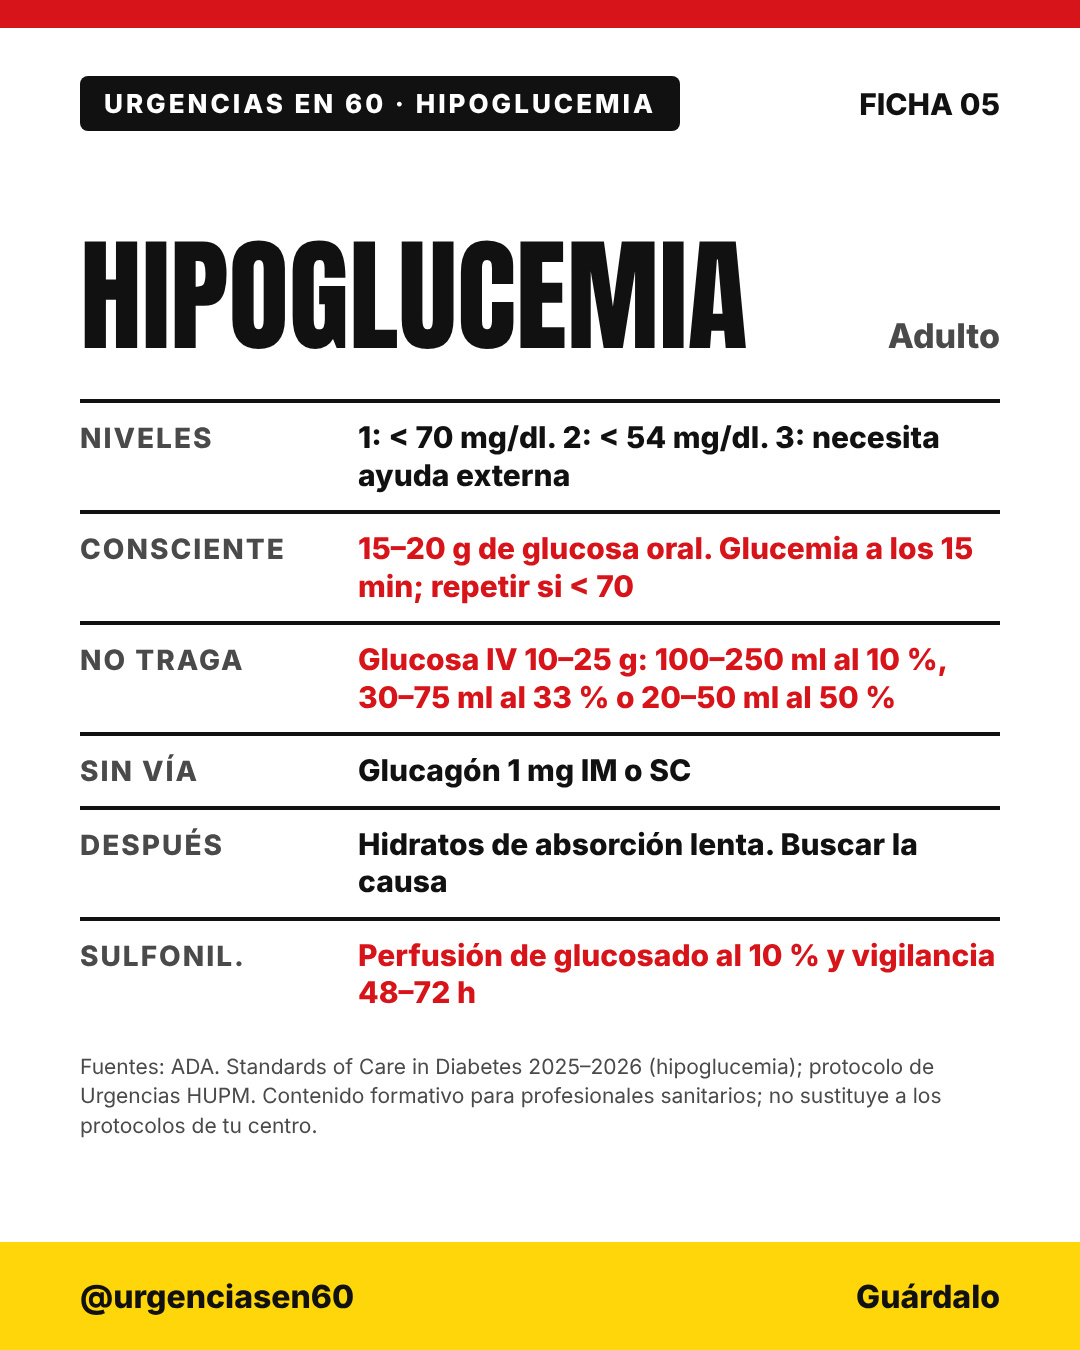 URGENCIAS EN 60 · HIPOGLUCEMIA
FICHA 05
HIPOGLUCEMIA
Adulto
NIVELES
1: < 70 mg/dl. 2: < 54 mg/dl. 3: necesita
ayuda externa
CONSCIENTE
15–20 g de glucosa oral. Glucemia a los 15
min; repetir si < 70
NO TRAGA
Glucosa IV 10–25 g: 100–250 ml al 10 %,
30–75 ml al 33 % o 20–50 ml al 50 %
SIN VÍA
Glucagón 1 mg IM o SC
DESPUÉS
Hidratos de absorción lenta. Buscar la
causa
SULFONIL.
Perfusión de glucosado al 10 % y vigilancia
48–72 h
Fuentes: ADA. Standards of Care in Diabetes 2025–2026 (hipoglucemia); protocolo de
Urgencias HUPM. Contenido formativo para profesionales sanitarios; no sustituye a los
protocolos de tu centro.
@urgenciasen60
Guárdalo